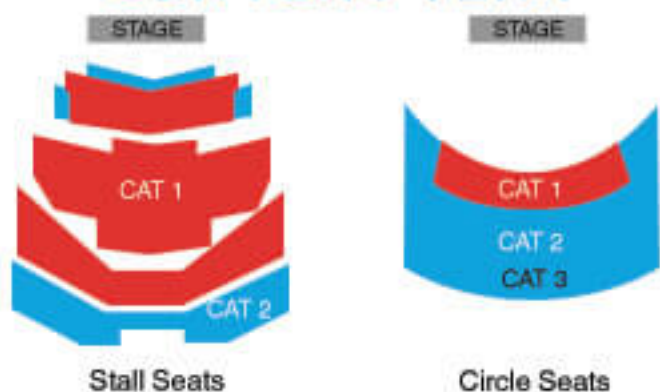 STAGE
CAT 1
CAT 2
Stall Seats
STAGE
CAT 1
CAT 2
CAT 3
Circle Seats